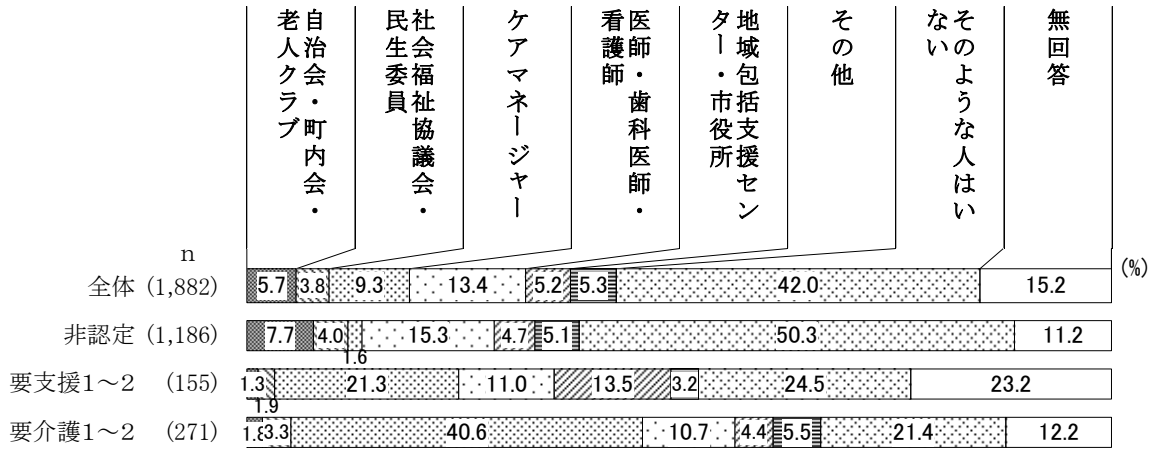 自治会・町内会・
老人クラブ
社会福祉協議会・
民生委員
ケアマネージャー
医師・歯科医師・
看護師
地域包括支援セン
ター・市役所
その他
そのような人はい
ない
無回答
n
(%)
全体 (1,882) 5.7 3.8 9.3 13.4 5.2 5.3 42.0 15.2
非認定 (1,186) 7.7 4.0 1.6 15.3 4.7 5.1 50.3 11.2
要支援1～2 (155) 1.3 1.9 21.3 11.0 13.5 3.2 24.5 23.2
要介護1～2 (271) 1.8 3.3 40.6 10.7 4.4 5.5 21.4 12.2